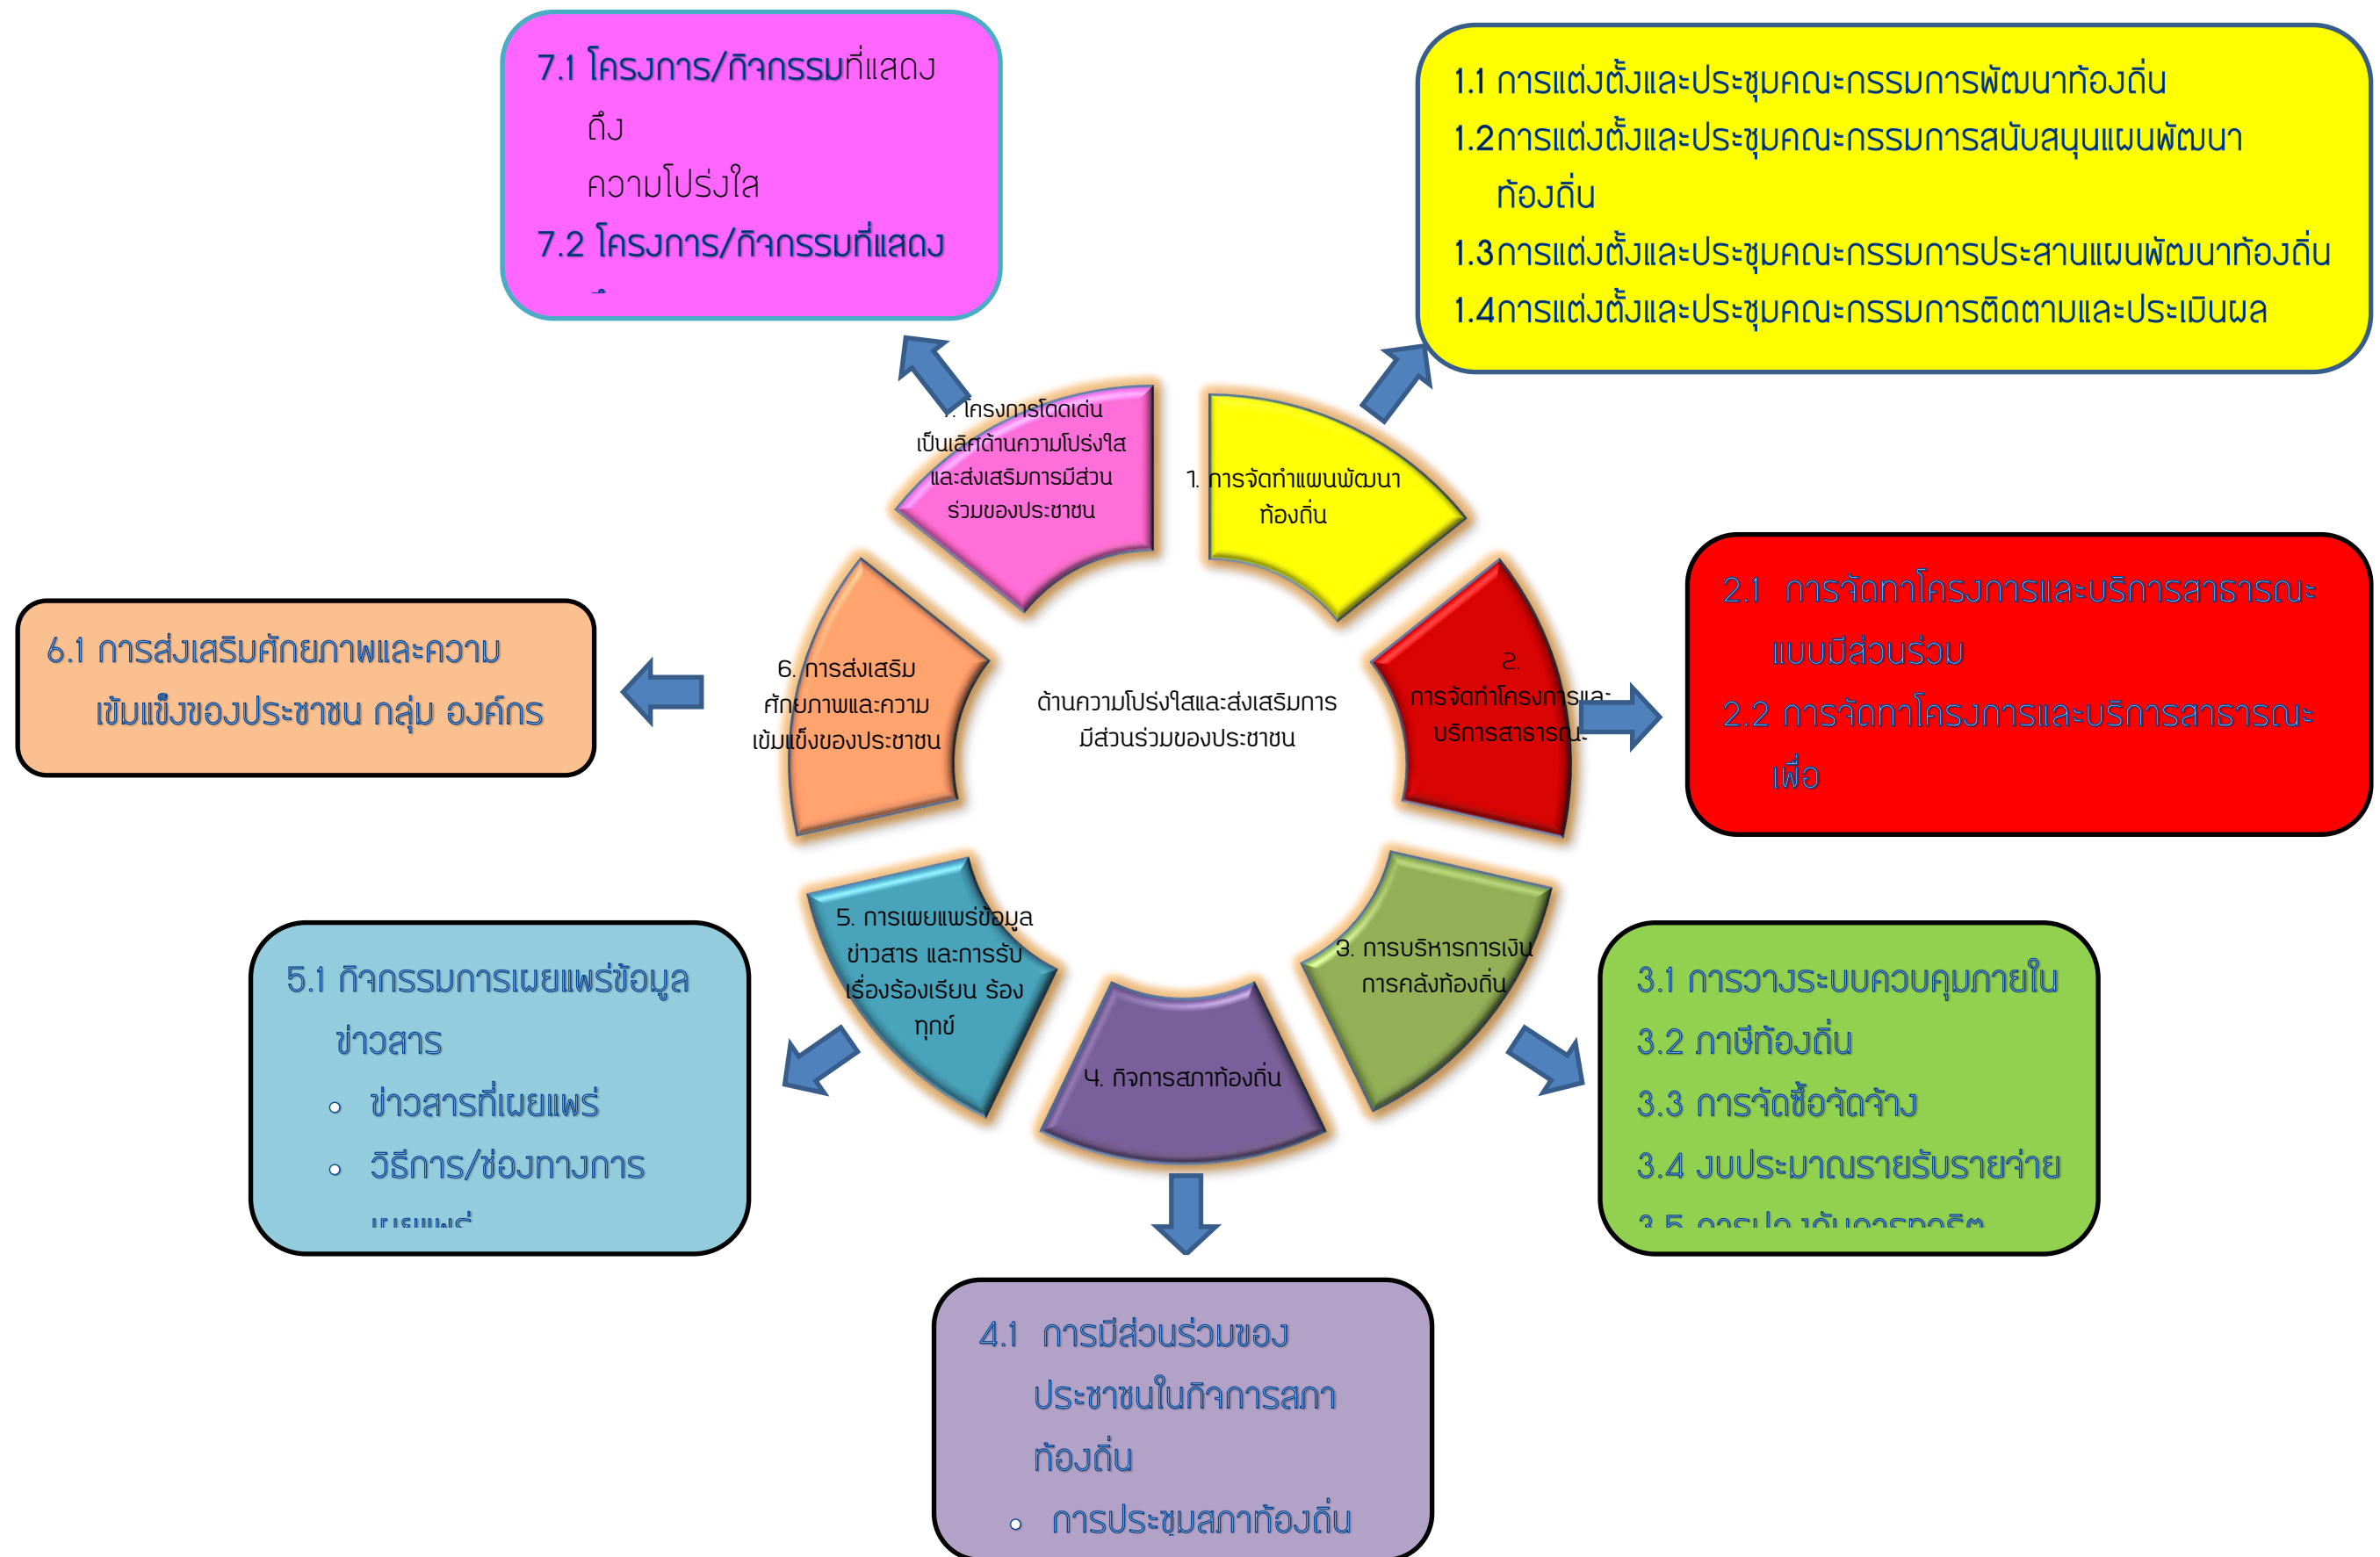 7.1 โครงการ/กิจกรรมที่แสดง
ถึง
ความโปร่งใส
7.2 โครงการ/กิจกรรมที่แสดง
1.1 การแต่งตั้งและประชุมคณะกรรมการพัฒนาท้องถิ่น
1.2การแต่งตั้งและประชุมคณะกรรมการสนับสนุนแผนพัฒนา
ท้องถิ่น
1.3การแต่งตั้งและประชุมคณะกรรมการประสานแผนพัฒนาท้องถิ่น
1.4การแต่งตั้งและประชุมคณะกรรมการติดตามและประเมินผล
7. โครงการโดดเด่น
เป็นเลิศด้านความโปร่งใส
และส่งเสริมการมีส่วน
ร่วมของประชาชน
1. การจัดทำแผนพัฒนา
ท้องถิ่น
2.
การจัดทำโครงการและ
บริการสาธารณะ
2.1 การจัดทาโครงการและบริการสาธารณะ
แบบมีส่วนร่วม
2.2 การจัดทาโครงการและบริการสาธารณะ
เพื่อ
6.1 การส่งเสริมศักยภาพและความ
เข้มแข็งของประชาชน กลุ่ม องค์กร
6. การส่งเสริม
ศักยภาพและความ
เข้มแข็งของประชาชน
ด้านความโปร่งใสและส่งเสริมการ
มีส่วนร่วมของประชาชน
5. การเผยแพร่ข้อมูล
ข่าวสาร และการรับ
เรื่องร้องเรียน ร้อง
ทุกข์
3. การบริหารการเงิน
การคลังท้องถิ่น
4. กิจการสภาท้องถิ่น
5.1 กิจกรรมการเผยแพร่ข้อมูล
ข่าวสาร
• ข่าวสารที่เผยแพร่
• วิธีการ/ช่องทางการ
3.1 การวางระบบควบคุมภายใน
3.2 ภาษีท้องถิ่น
3.3 การจัดซื้อจัดจ้าง
3.4 งบประมาณรายรับรายจ่าย
4.1 การมีส่วนร่วมของ
ประชาชนในกิจการสภา
ท้องถิ่น
• การประชุมสภาท้องถิ่น